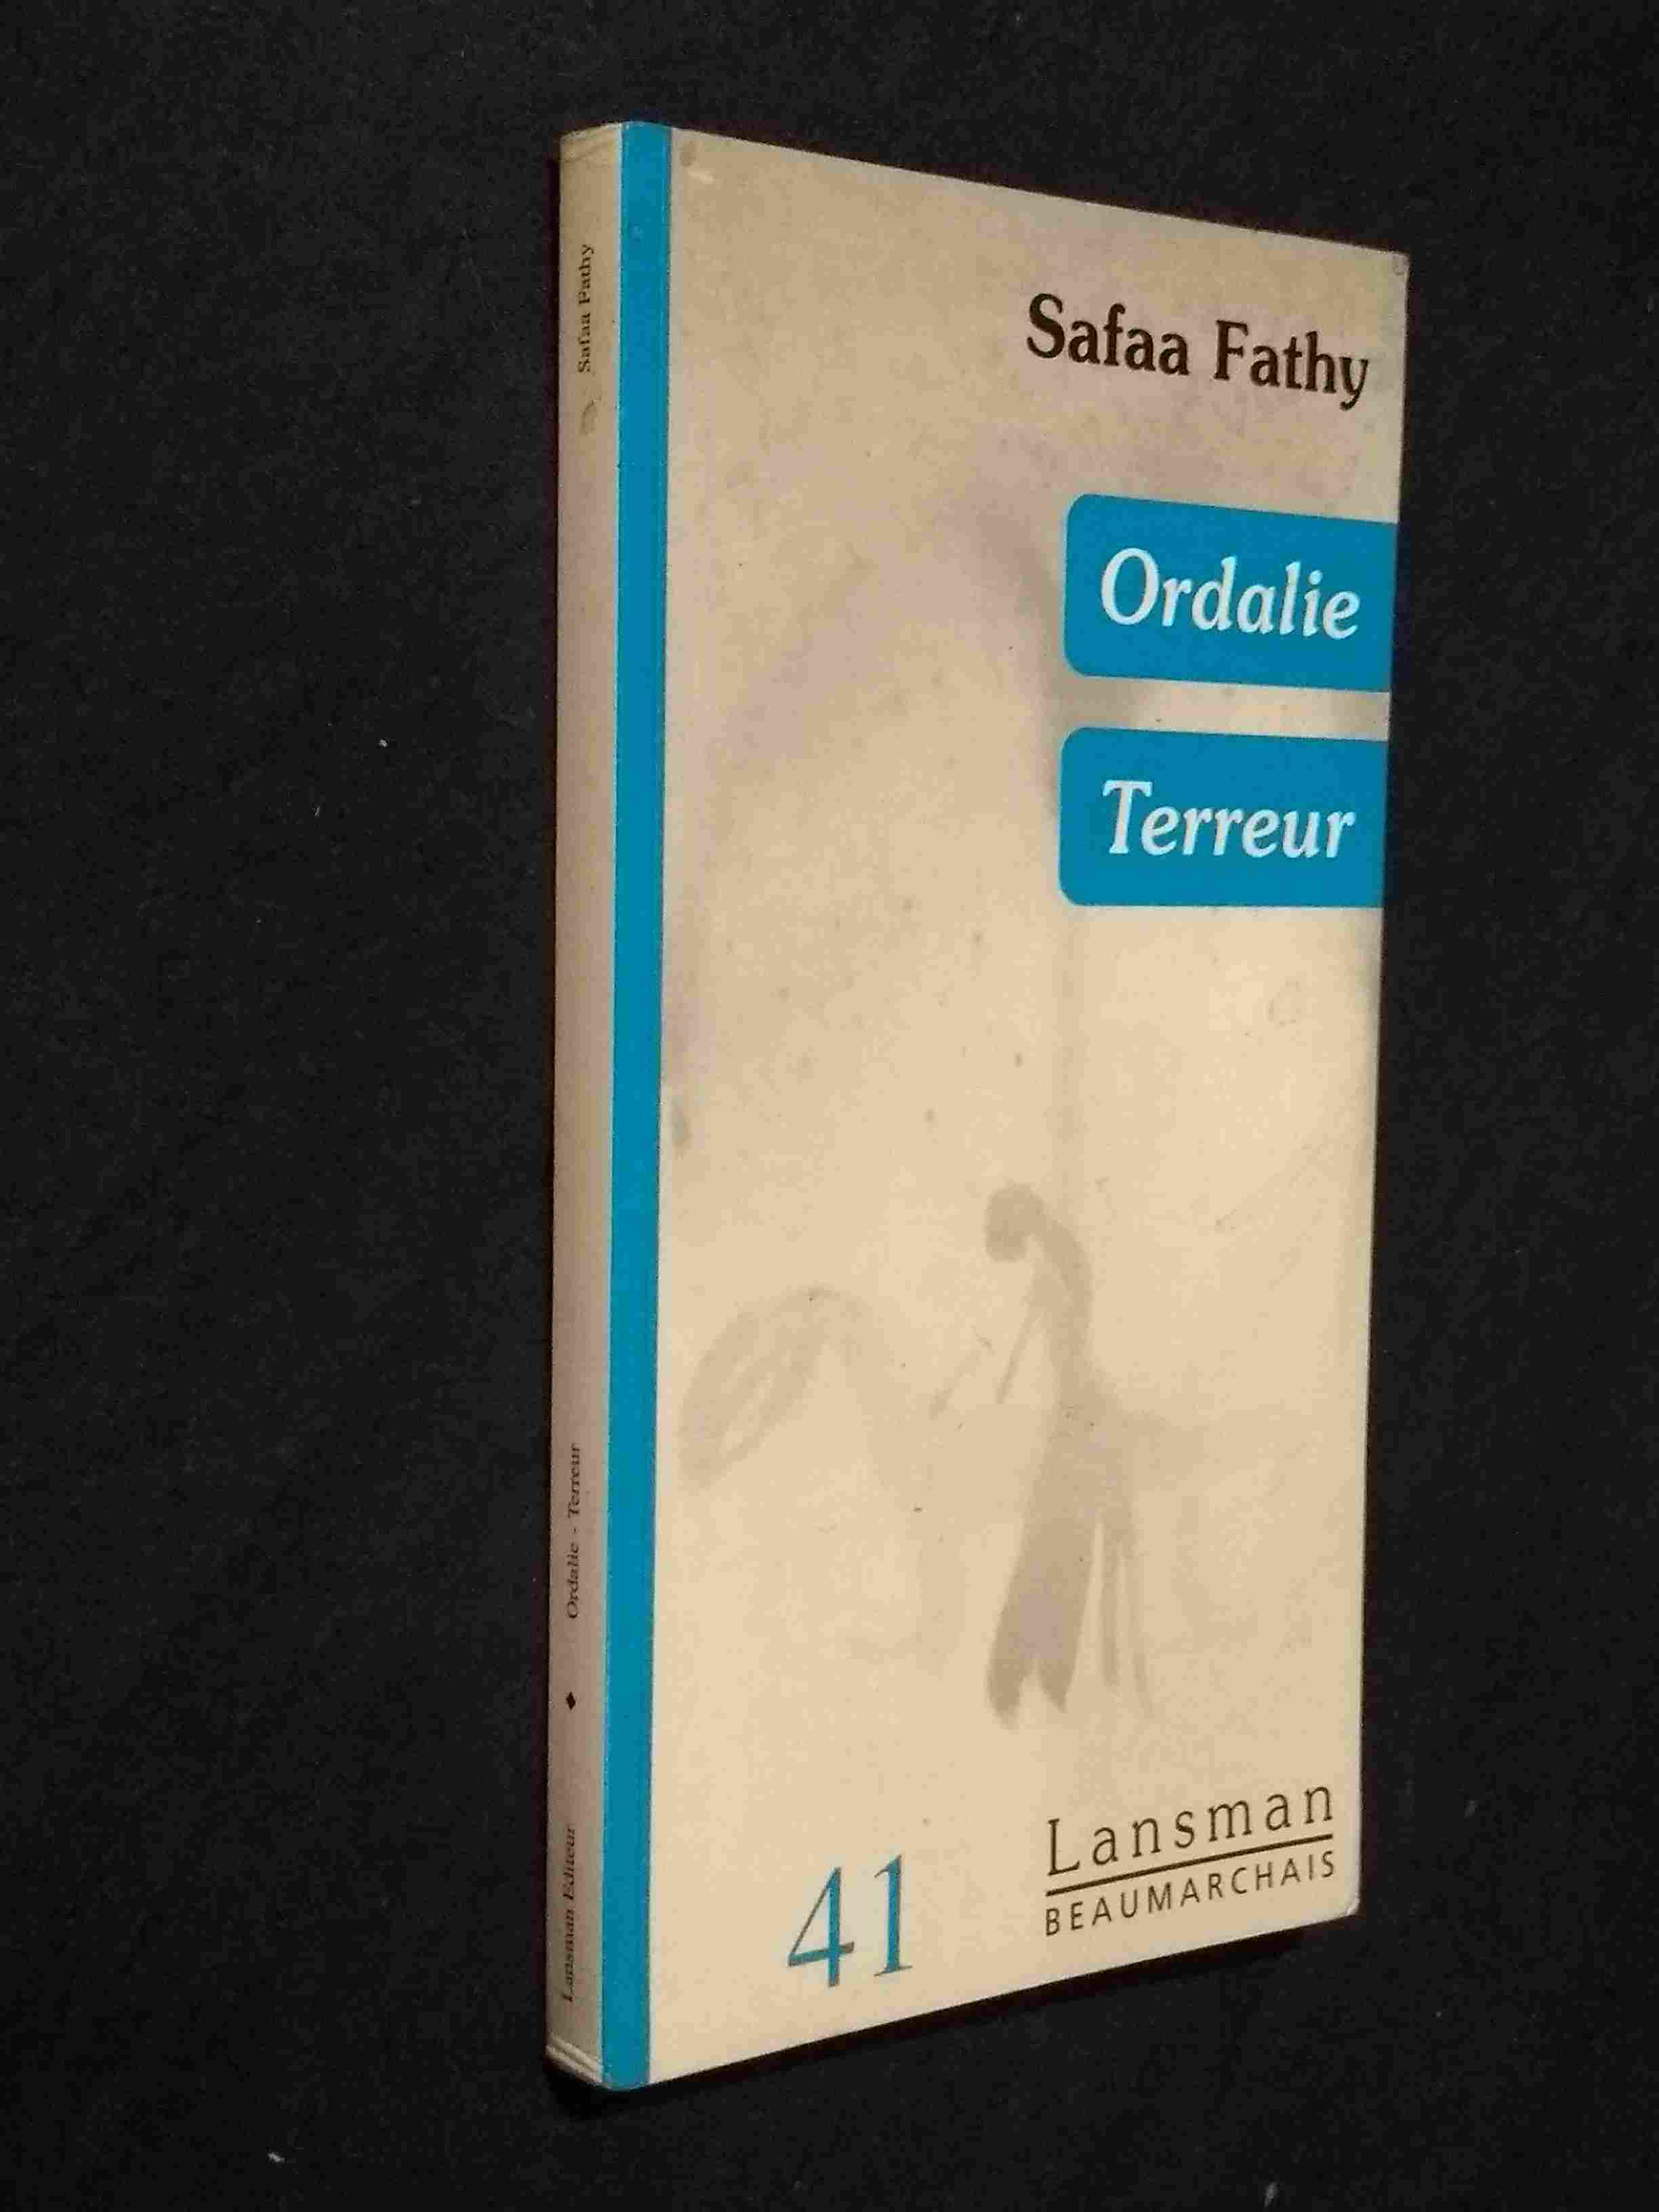 Safaa Fathy
Ordalie
Terreur
41
Lansman
BEAUMARCHAIS
Lansman Editeur ♦ Ordalie - Terreur Safaa Fathy